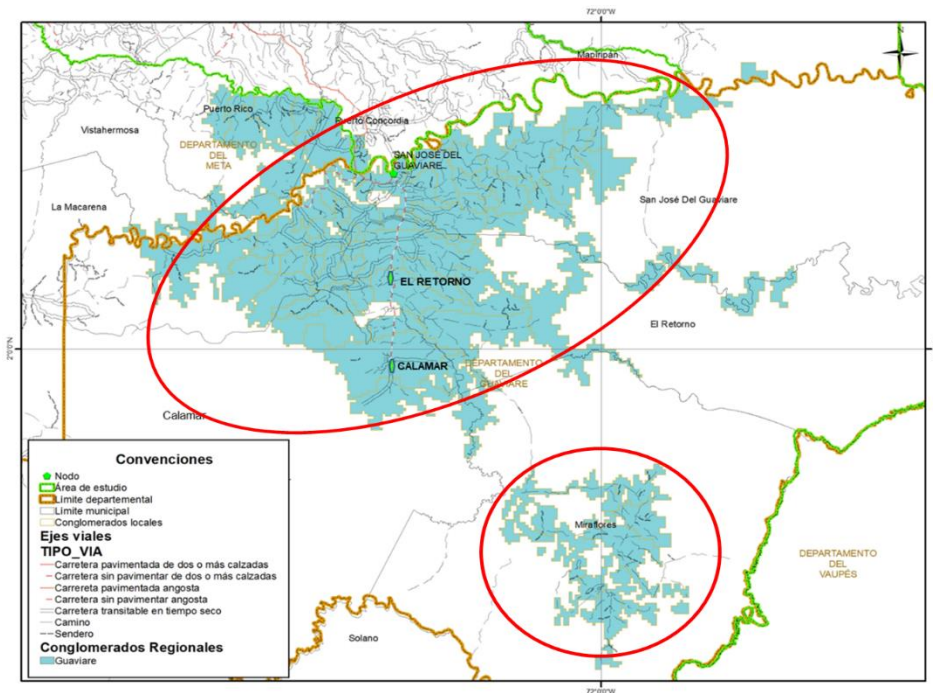 72°0'0"W
N
Mapiripán
Puerto Rico
Puerto Concordia
Vistahermosa
DEPARTAMENTO
DEL
META
SAN JOSÉ DEL
GUAVIARE
La Macarena
San José Del Guaviare
EL RETORNO
El Retorno
2°0'0"N
CALAMAR
DEPARTAMENTO
DEL
GUAVIARE
Calamar
Convenciones
Nodo
Área de estudio
Límite departemental
Límite municipal
Conglomerados locales
Ejes viales
TIPO_VIA
Carretera pavimentada de dos o más calzadas
Carretera sin pavimentar de dos o más calzadas
Carretera pavimentada angosta
Carretera sin pavimentar angosta
Carretera transitable en tiempo seco
Camino
Sendero
Conglomerados Regionales
Guaviare
Miraflores
DEPARTAMENTO
DEL
VAUPÉS
Solano
72°0'0"W